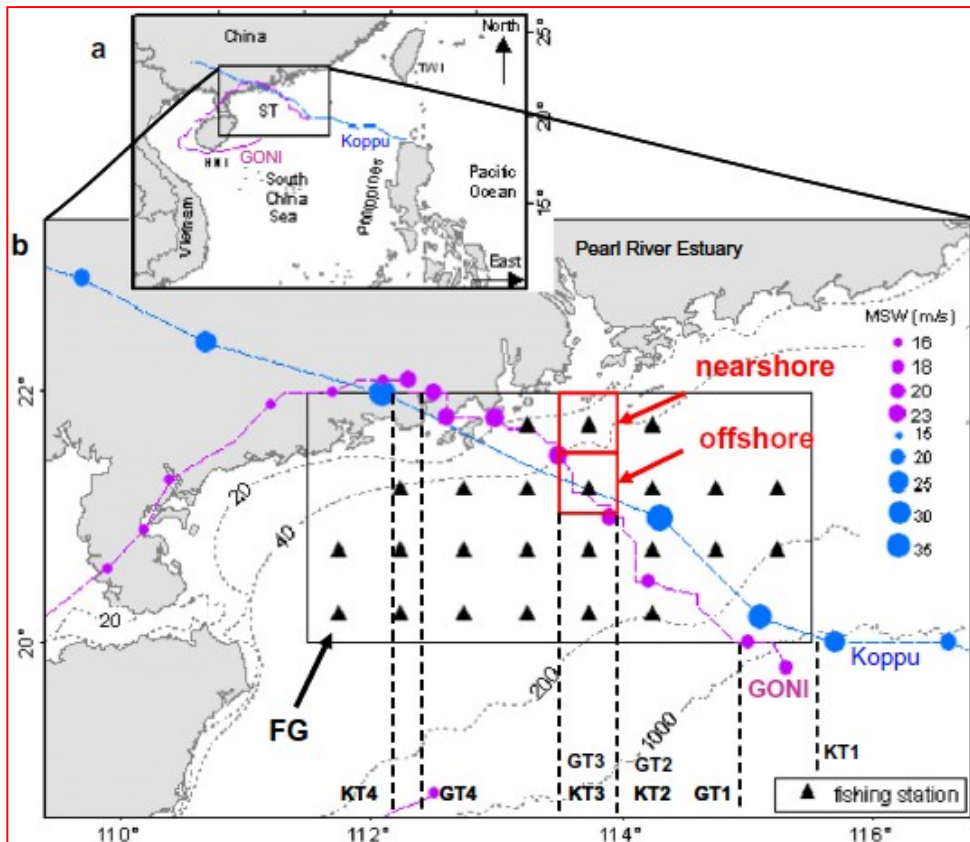 a
China
North
25°
TWI
ST
20°
Koppu
GONI
HNI
South
China
Sea
Philippines
Pacific
Ocean
15°
Vietnam
East
b
Pearl River Estuary
MSW (m/s)
16
18
20
23
15
20
25
30
35
22°
nearshore
offshore
20
40
20
20°
200
1000
Koppu
GONI
FG
KT1
GT3
GT2
KT4
GT4
KT3
KT2
GT1
fishing station
110°
112°
114°
116°